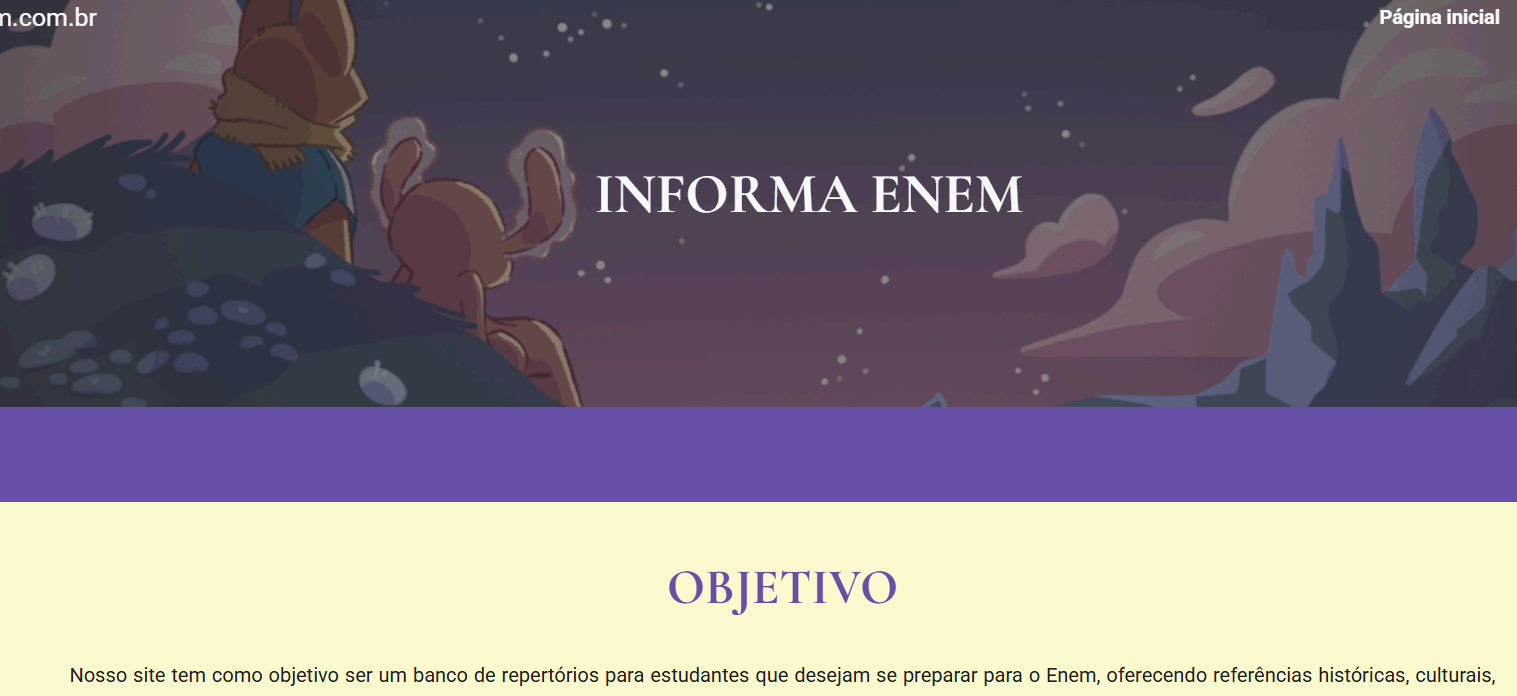 m.com.br
Página inicial
INFORMA ENEM
OBJETIVO
Nosso site tem como objetivo ser um banco de repertórios para estudantes que desejam se preparar para o Enem, oferecendo referências históricas, culturais,